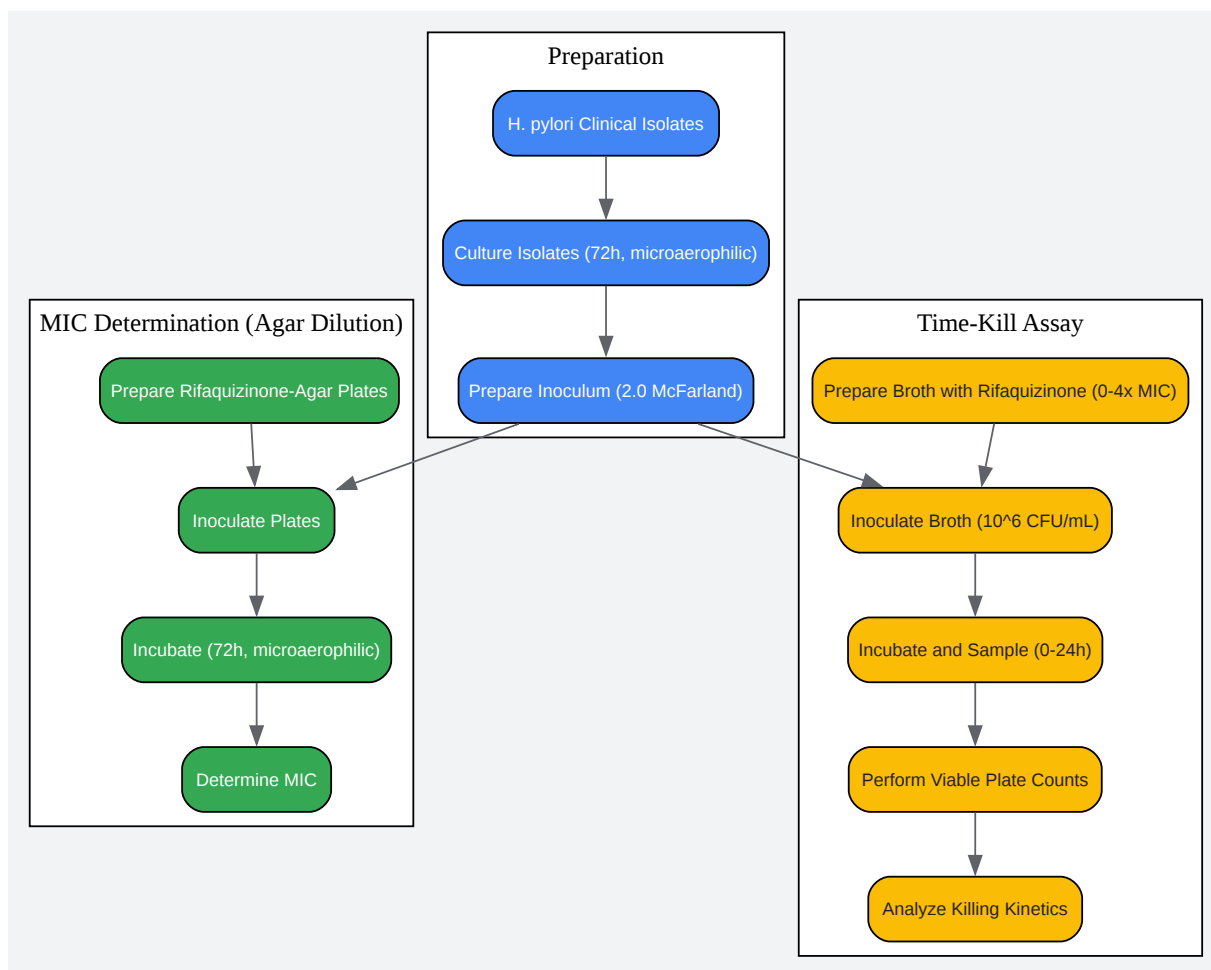 Preparation
H. pylori Clinical Isolates
Culture Isolates (72h, microaerophilic)
Prepare Inoculum (2.0 McFarland)
MIC Determination (Agar Dilution)
Prepare Rifaquizinone-Agar Plates
Inoculate Plates
Incubate (72h, microaerophilic)
Determine MIC
Time-Kill Assay
Prepare Broth with Rifaquizinone (0-4x MIC)
Inoculate Broth (10^6 CFU/mL)
Incubate and Sample (0-24h)
Perform Viable Plate Counts
Analyze Killing Kinetics